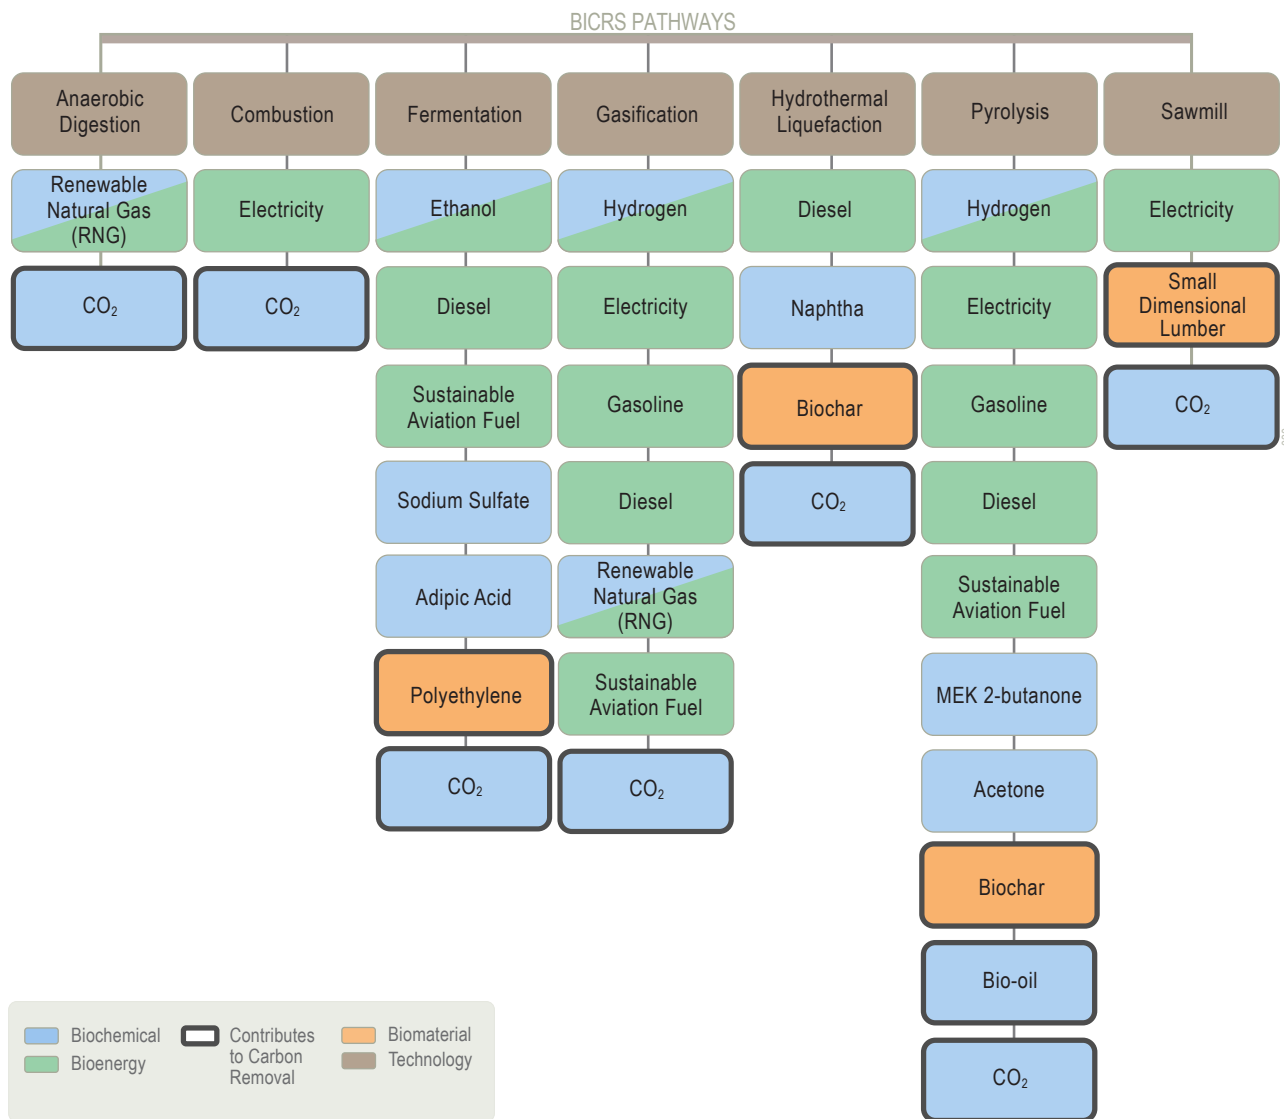 BICRS PATHWAYS
Anaerobic
Digestion
Renewable
Natural Gas
(RNG)
CO₂
Combustion
Electricity
CO₂
Fermentation
Ethanol
Diesel
Sustainable
Aviation Fuel
Sodium Sulfate
Adipic Acid
Polyethylene
CO₂
Gasification
Hydrogen
Electricity
Gasoline
Diesel
Renewable
Natural Gas
(RNG)
Sustainable
Aviation Fuel
CO₂
Hydrothermal
Liquefaction
Diesel
Naphtha
Biochar
CO₂
Pyrolysis
Hydrogen
Electricity
Gasoline
Diesel
Sustainable
Aviation Fuel
MEK 2-butanone
Acetone
Biochar
Bio-oil
CO₂
Sawmill
Electricity
Small
Dimensional
Lumber
CO₂
Biochemical
Bioenergy
Contributes
to Carbon
Removal
Biomaterial
Technology